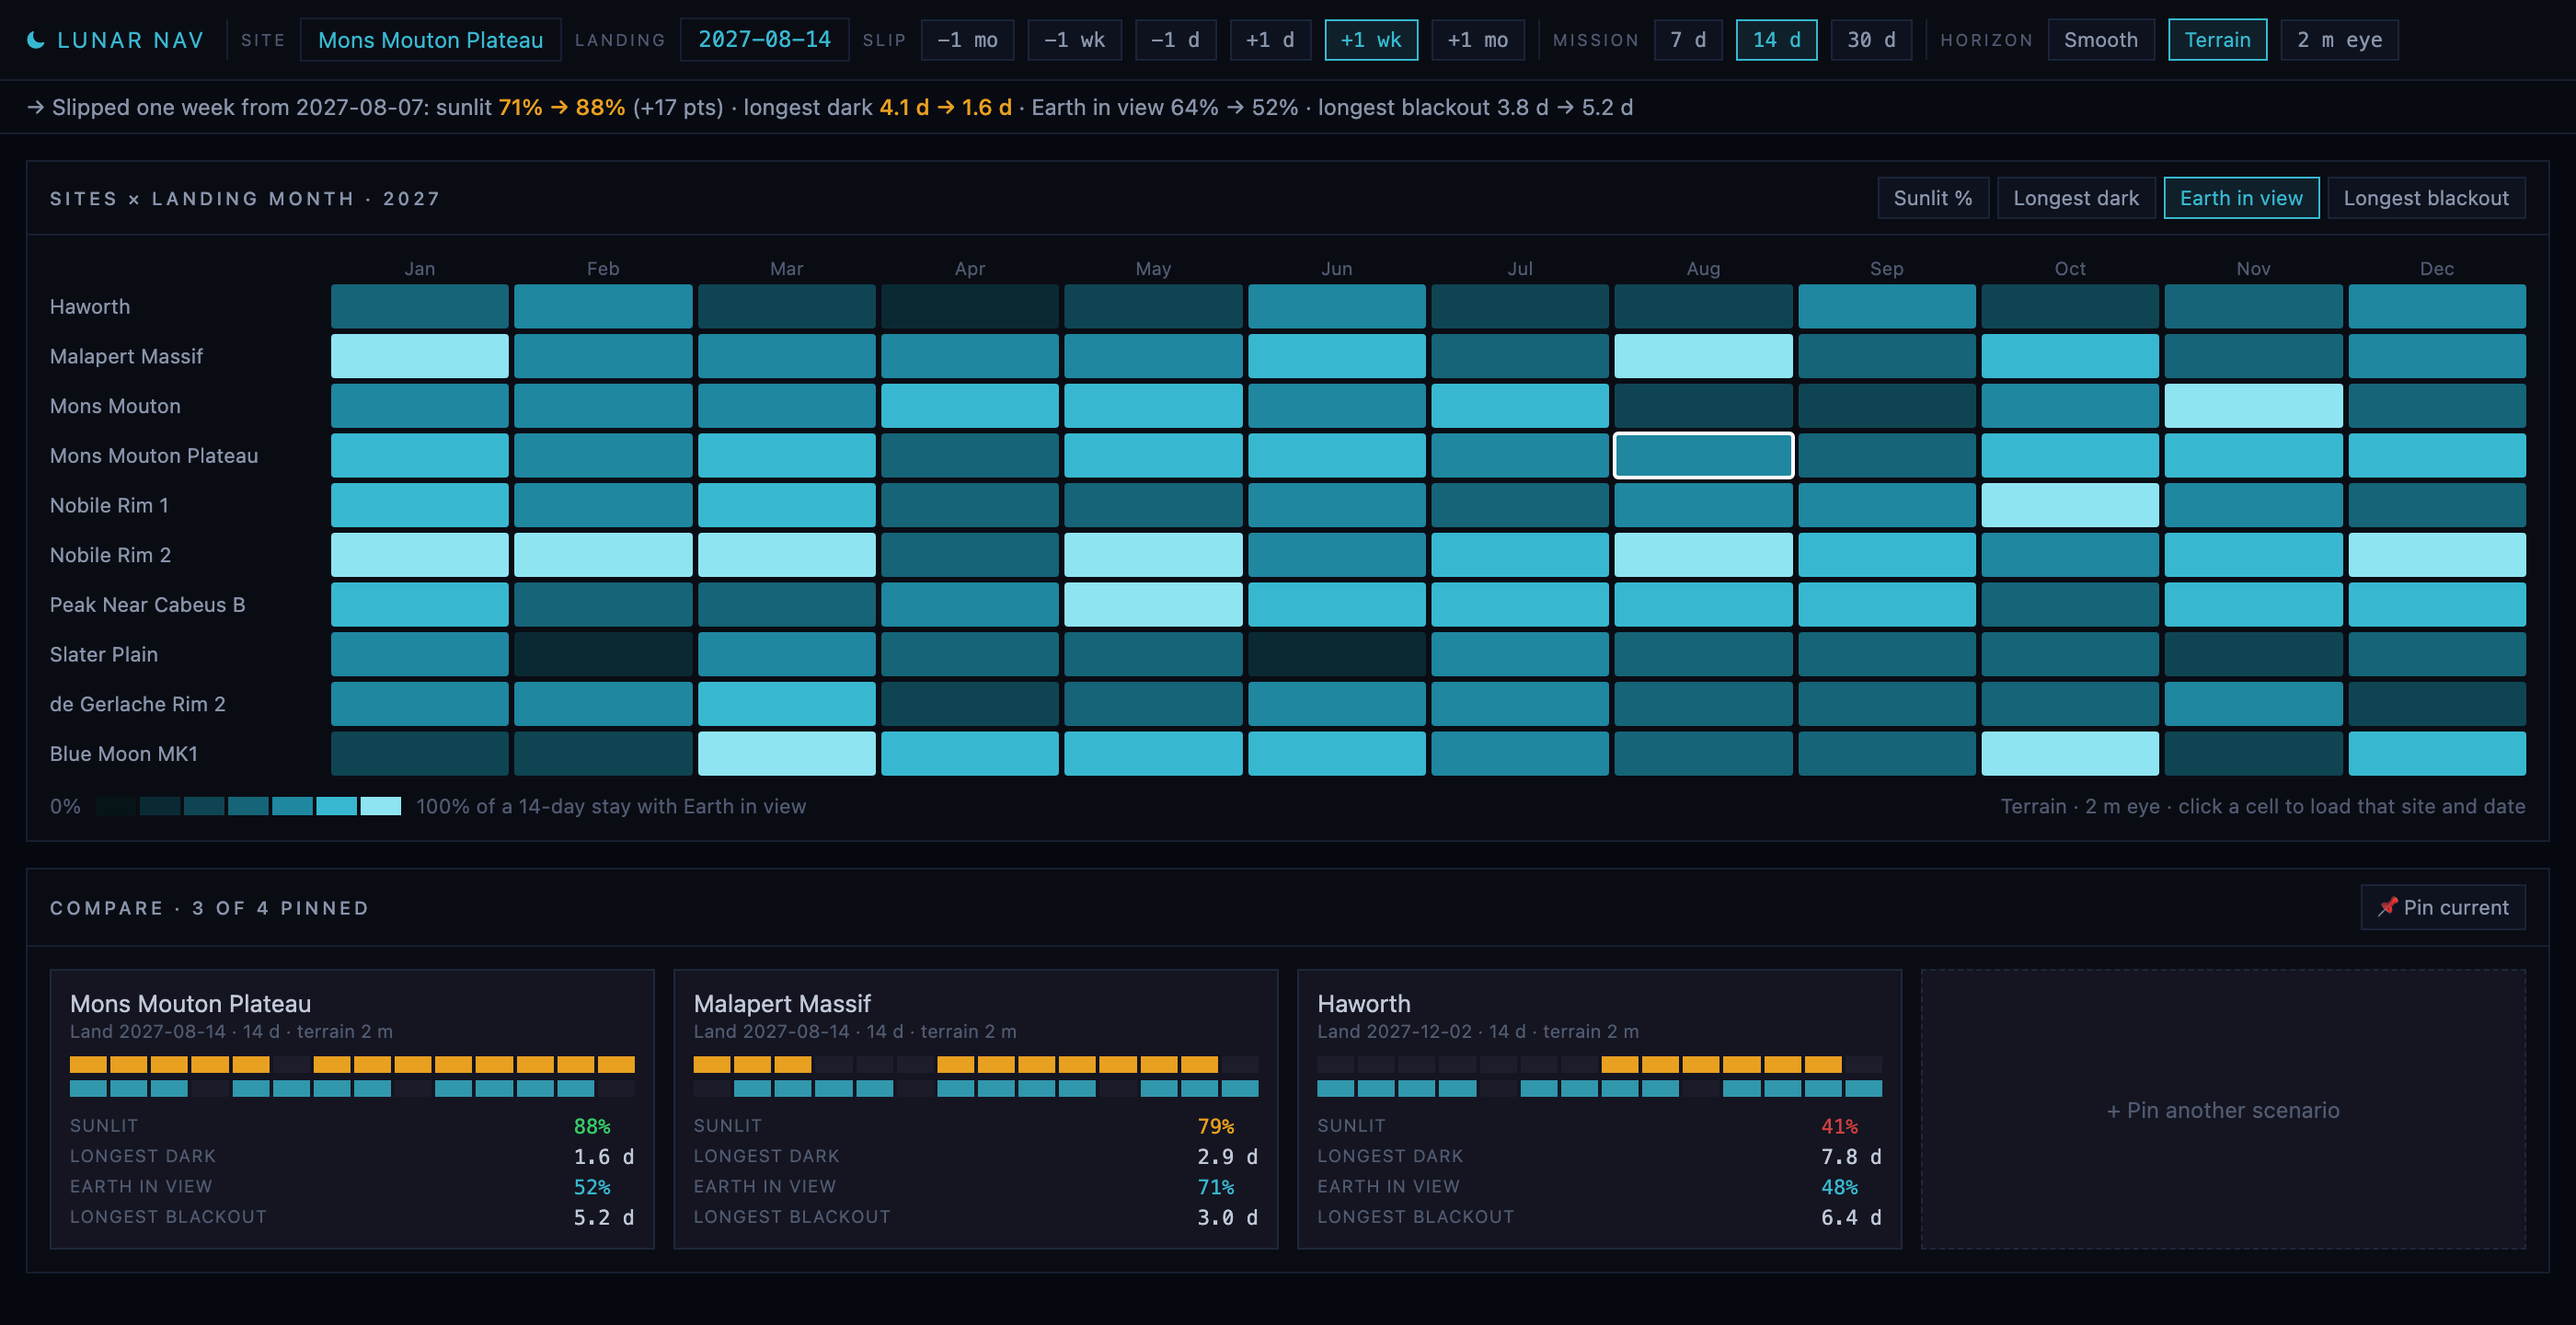 LUNAR NAV SITE Mons Mouton Plateau LANDING 2027-08-14 SLIP −1 mo −1 wk −1 d +1 d +1 wk +1 mo MISSION 7 d 14 d 30 d HORIZON Smooth Terrain 2 m eye
→ Slipped one week from 2027-08-07: sunlit 71% → 88% (+17 pts) · longest dark 4.1 d → 1.6 d · Earth in view 64% → 52% · longest blackout 3.8 d → 5.2 d
SITES × LANDING MONTH · 2027 Sunlit % Longest dark Earth in view Longest blackout
Jan Feb Mar Apr May Jun Jul Aug Sep Oct Nov Dec
Haworth
Malapert Massif
Mons Mouton
Mons Mouton Plateau
Nobile Rim 1
Nobile Rim 2
Peak Near Cabeus B
Slater Plain
de Gerlache Rim 2
Blue Moon MK1
0% 100% of a 14-day stay with Earth in view Terrain · 2 m eye · click a cell to load that site and date
COMPARE · 3 OF 4 PINNED Pin current
Mons Mouton Plateau
Land 2027-08-14 · 14 d · terrain 2 m
SUNLIT 88%
LONGEST DARK 1.6 d
EARTH IN VIEW 52%
LONGEST BLACKOUT 5.2 d
Malapert Massif
Land 2027-08-14 · 14 d · terrain 2 m
SUNLIT 79%
LONGEST DARK 2.9 d
EARTH IN VIEW 71%
LONGEST BLACKOUT 3.0 d
Haworth
Land 2027-12-02 · 14 d · terrain 2 m
SUNLIT 41%
LONGEST DARK 7.8 d
EARTH IN VIEW 48%
LONGEST BLACKOUT 6.4 d
+ Pin another scenario